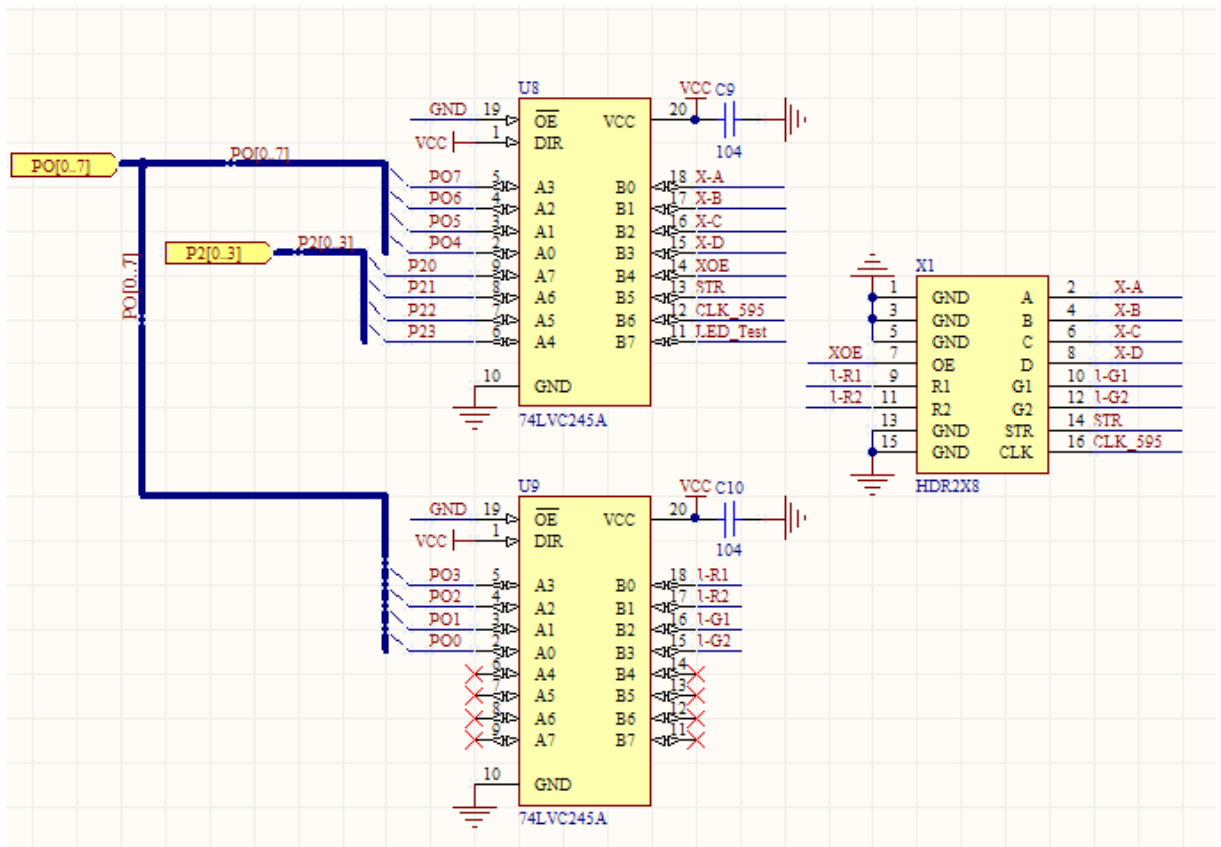 U8
GND 19 OE VCC 20 VCC C9
VCC 1 DIR 104
PO[0..7] PO[0..7]
PO7 5 A3 B0 18 X-A
PO6 4 A2 B1 17 X-B
PO5 3 A1 B2 16 X-C
PO4 2 A0 B3 15 X-D
P2[0..3] P2[0..3]
P20 9 A7 B4 14 XOE
P21 8 A6 B5 13 STR
P22 7 A5 B6 12 CLK_595
P23 6 A4 B7 11 LED_Test
10 GND
74LVC245A
PO[0..7]
X1
1 GND A 2 X-A
3 GND B 4 X-B
5 GND C 6 X-C
XOE 7 OE D 8 X-D
1-R1 9 R1 G1 10 1-G1
1-R2 11 R2 G2 12 1-G2
13 GND STR 14 STR
15 GND CLK 16 CLK_595
HDR2X8
U9
GND 19 OE VCC 20 VCC C10
VCC 1 DIR 104
PO3 5 A3 B0 18 1-R1
PO2 4 A2 B1 17 1-R2
PO1 3 A1 B2 16 1-G1
PO0 2 A0 B3 15 1-G2
6 A4 B4 14
7 A5 B5 13
8 A6 B6 12
9 A7 B7 11
10 GND
74LVC245A